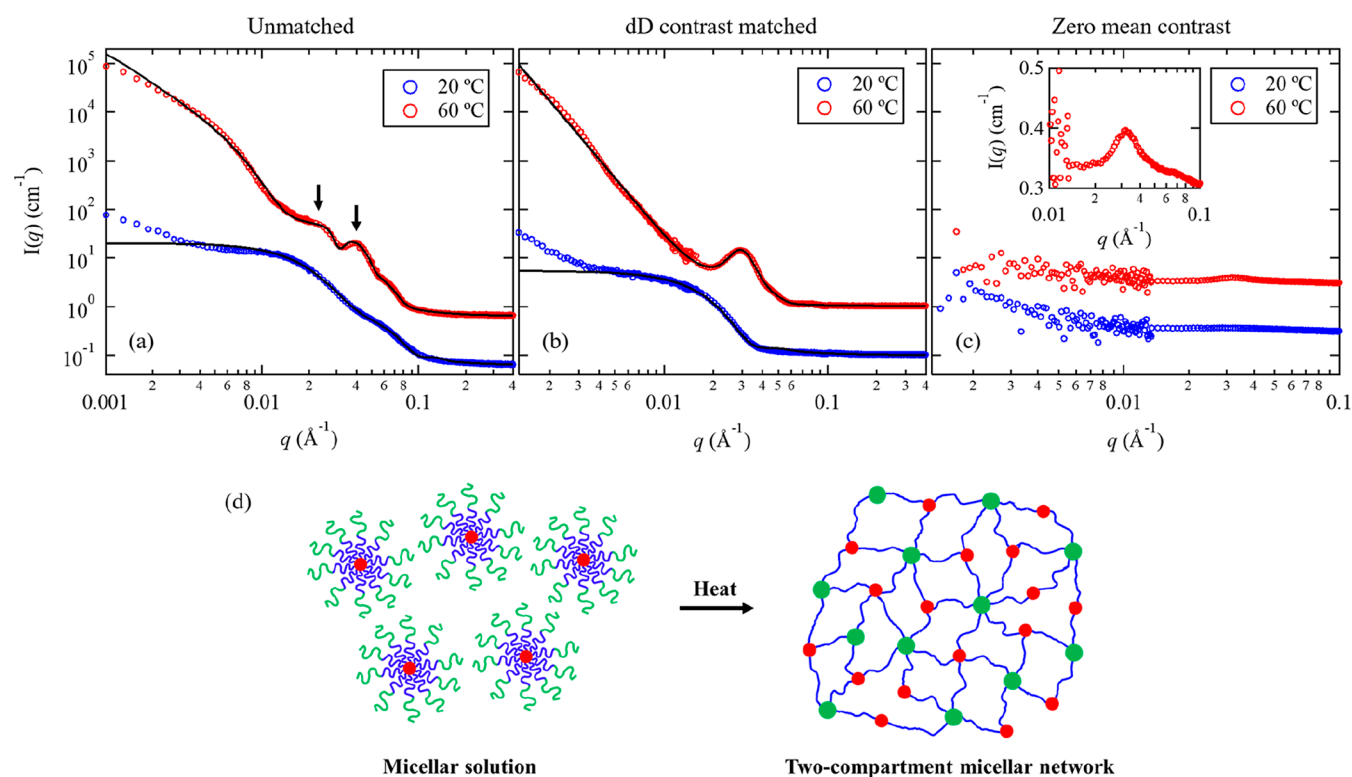 Unmatched
dD contrast matched
Zero mean contrast
10^5
10^4
10^3
10^2
10^1
10^0
10^-1
I(q) (cm^-1)
20 ºC
60 ºC
(a)
0.001
2
4
6
8
0.01
2
4
6
8
0.1
2
4
q (Å^-1)
20 ºC
60 ºC
(b)
2
3
4
5
6
0.01
2
3
4
5
6
0.1
2
3
4
q (Å^-1)
0.5
0.4
0.3
I(q) (cm^-1)
0.01
2
4
6
8
0.1
q (Å^-1)
20 ºC
60 ºC
(c)
2
3
4
5
6
7
8
0.01
2
3
4
5
6
7
8
0.1
q (Å^-1)
(d)
Heat
Micellar solution
Two-compartment micellar network